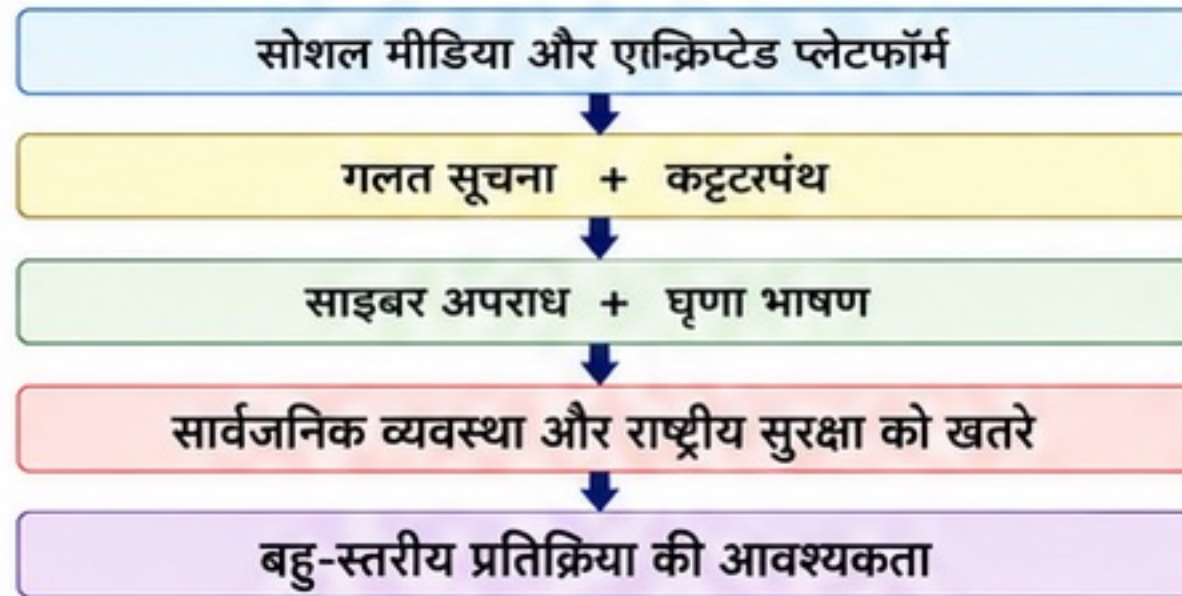 सोशल मीडिया और एन्क्रिप्टेड प्लेटफॉर्म
गलत सूचना + कट्टटरपंथ
साइबर अपराध + घृणा भाषण
सार्वजनिक व्यवस्था और राष्ट्रीय सुरक्षा को खतरे
बहु-स्तरीय प्रतिक्रिया की आवश्यकता